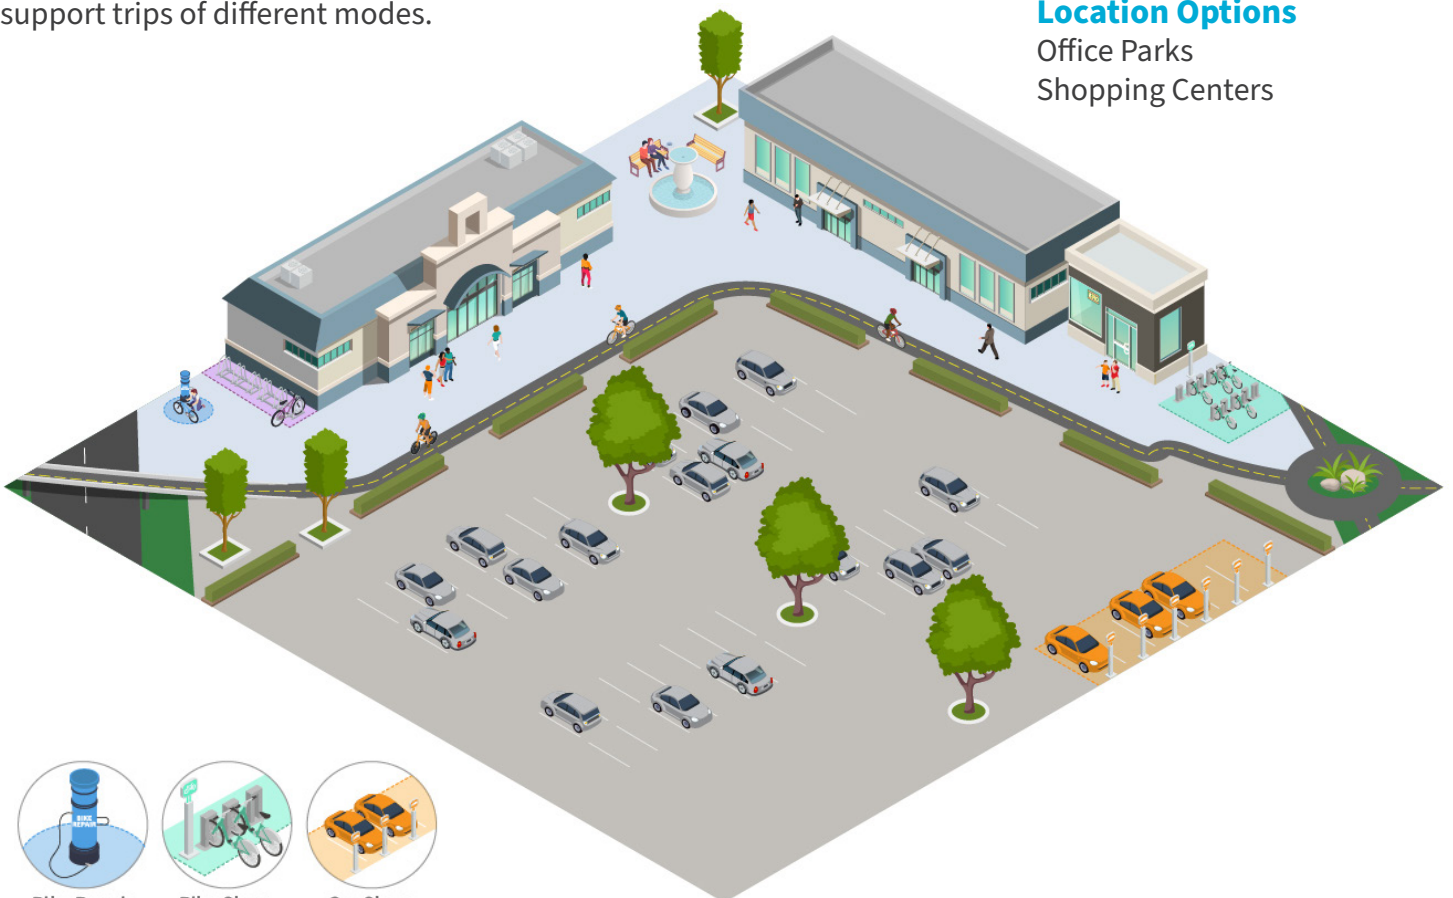 support trips of different modes.
Location Options
Office Parks
Shopping Centers
BIKE
REPAIR